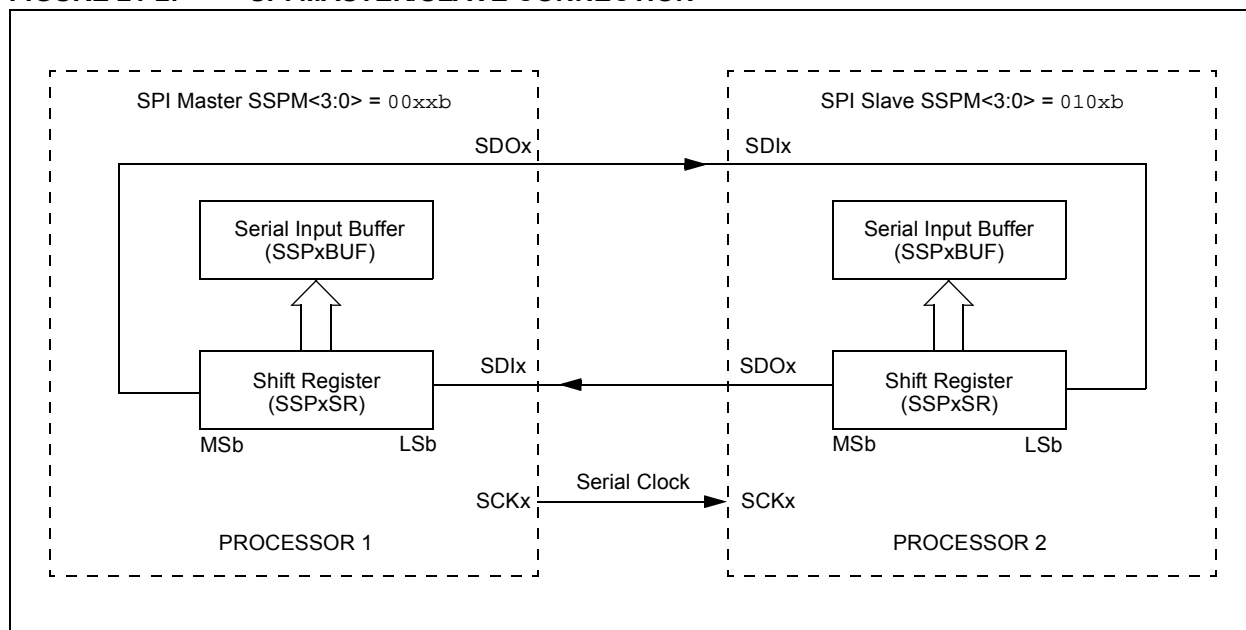 SPI Master SSPM<3:0> = 00xxb
SPI Slave SSPM<3:0> = 010xb
SDOx
SDIx
Serial Input Buffer
(SSPxBUF)
Serial Input Buffer
(SSPxBUF)
SDIx
SDOx
Shift Register
(SSPxSR)
Shift Register
(SSPxSR)
MSb
LSb
MSb
LSb
Serial Clock
SCKx
SCKx
PROCESSOR 1
PROCESSOR 2